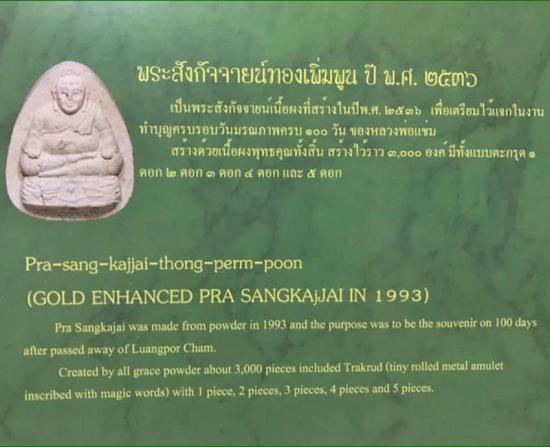 พระสังกัจจายน์ทองเพิ่มพูน ปี พ.ศ. ๒๕๓๖
เป็นพระสังกัจจายน์เนื้อผงที่สร้างในปีพ.ศ. ๒๕๓๖ เพื่อเตรียมไว้แจกในงาน
ทำบุญครบรอบวันมรณภาพครบ ๑๐๐ วัน ของหลวงพ่อแช่ม
สร้างด้วยเนื้อผงพุทธคุณทั้งสิ้น สร้างไว้ราว ๓,๐๐๐ องค์ มีทั้งแบบตะกรุด ๑
ดอก ๒ ดอก ๓ ดอก ๔ ดอก และ ๕ ดอก
Pra-sang-kajjai-thong-perm-poon
(GOLD ENHANCED PRA SANGKAjJAI IN 1993)
Pra Sangkajai was made from powder in 1993 and the purpose was to be the souvenir on 100 days
after passed away of Luangpor Cham.
Created by all grace powder about 3,000 pieces included Trakrud (tiny rolled metal amulet
inscribed with magic words) with 1 piece, 2 pieces, 3 pieces, 4 pieces and 5 pieces.